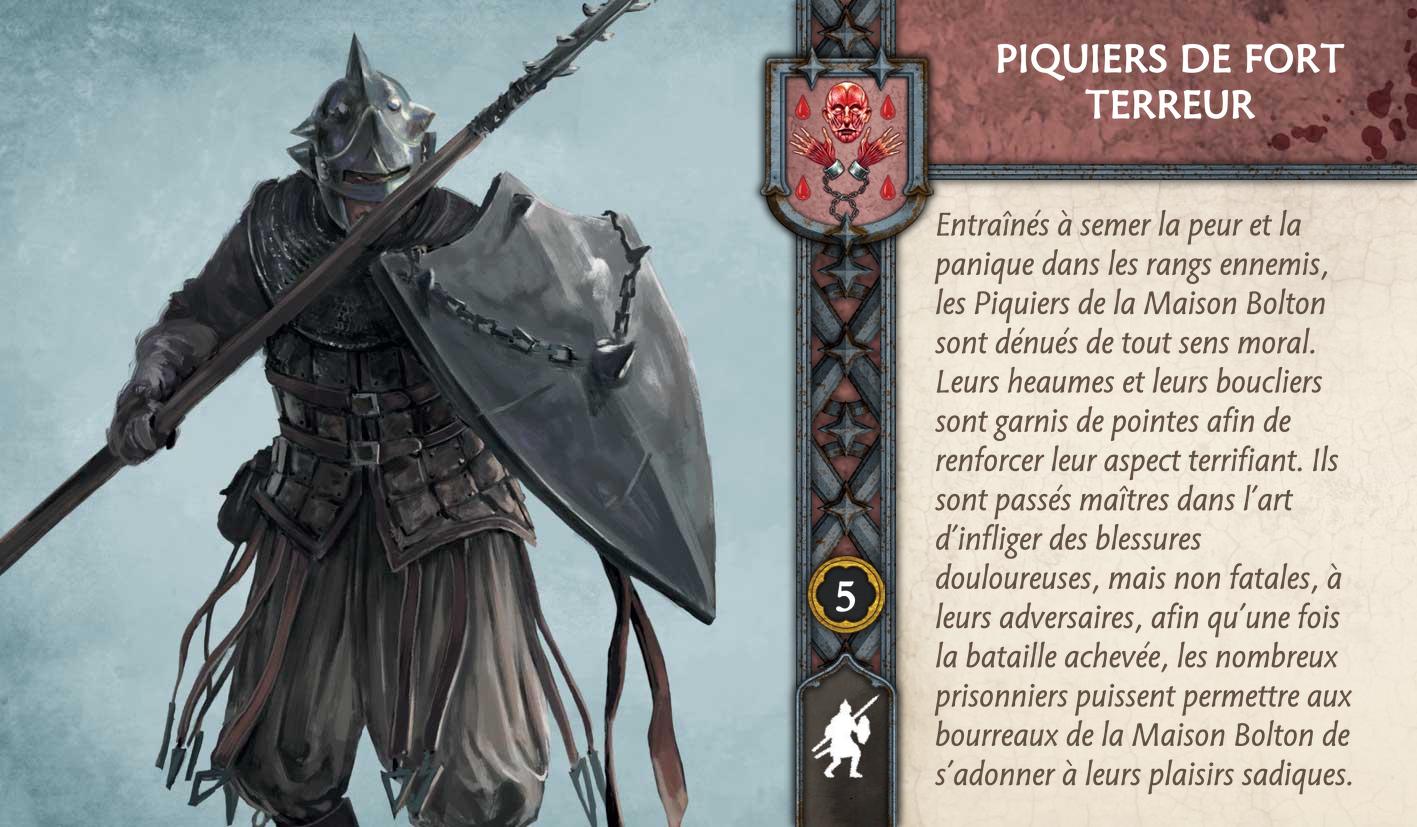 PIQUIERS DE FORT
TERREUR
Entraînés à semer la peur et la
panique dans les rangs ennemis,
les Piquiers de la Maison Bolton
sont dénués de tout sens moral.
Leurs heaumes et leurs boucliers
sont garnis de pointes afin de
renforcer leur aspect terrifiant. Ils
sont passés maîtres dans l’art
d’infliger des blessures
douloureuses, mais non fatales, à
leurs adversaires, afin qu’une fois
la bataille achevée, les nombreux
prisonniers puissent permettre aux
bourreaux de la Maison Bolton de
s’adonner à leurs plaisirs sadiques.
5